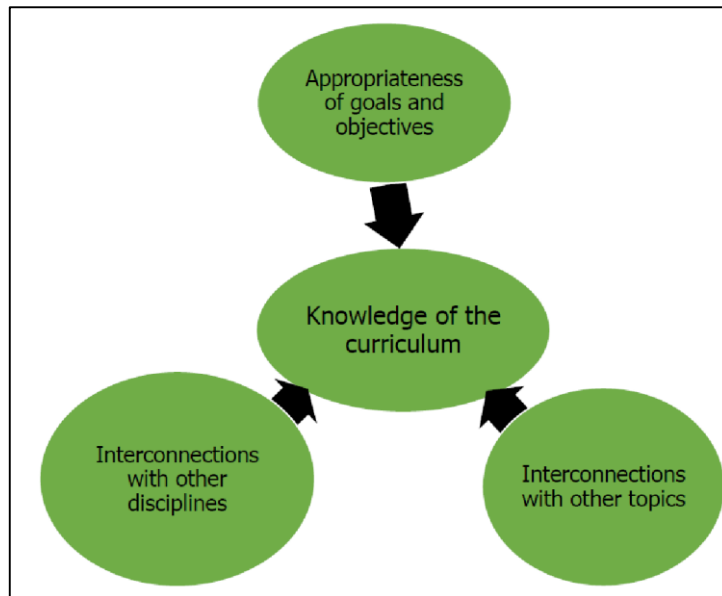 Appropriateness
of goals and
objectives
Knowledge of the
curriculum
Interconnections
with other
disciplines
Interconnections
with other topics